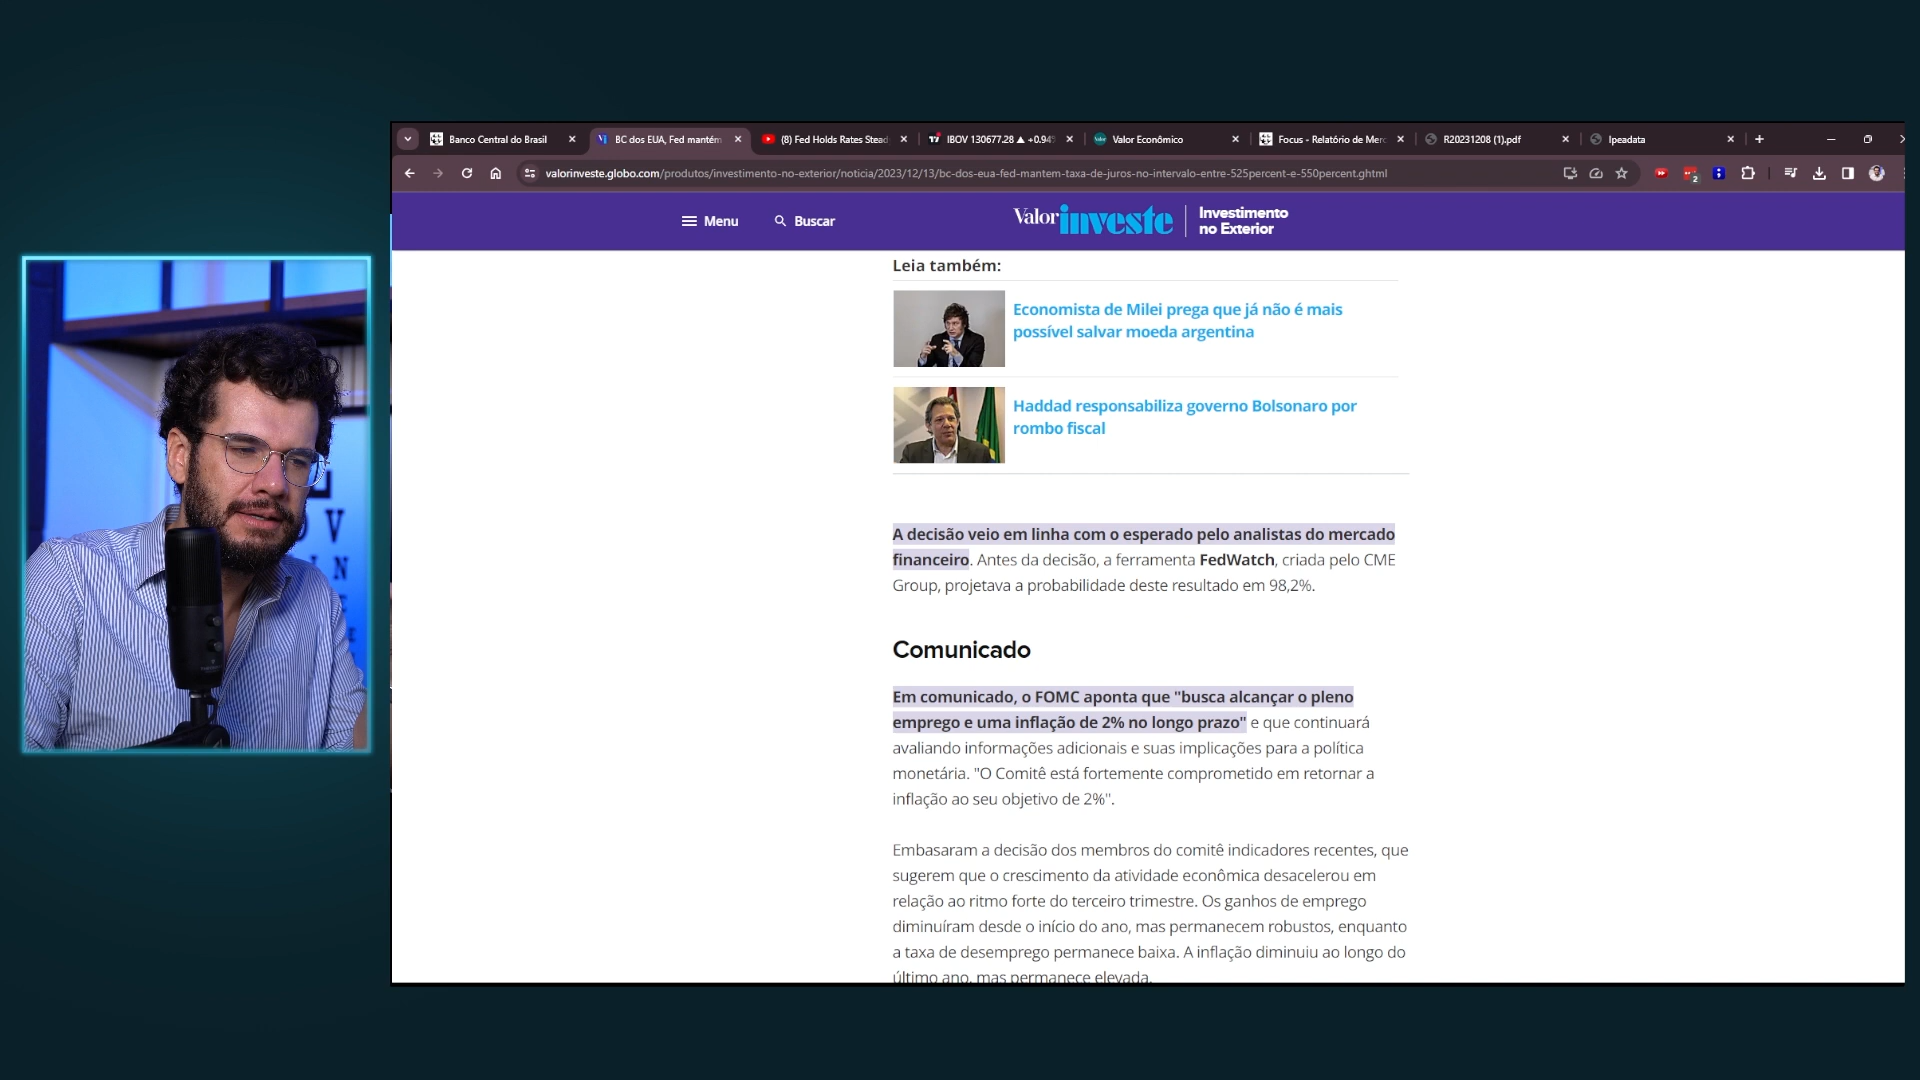 Banco Central do Brasil
BC dos EUA, Fed mantém
(8) Fed Holds Rates Stead
IBOV 130677.28 ▲ +0.94%
Valor Econômico
Focus - Relatório de Merc
R20231208 (1).pdf
Ipeadata
valorinveste.globo.com/produtos/investimento-no-exterior/noticia/2023/12/13/bc-dos-eua-fed-mantem-taxa-de-juros-no-intervalo-entre-525percent-e-550percent.ghtml
2
Menu
Buscar
Valor investe
Investimento
no Exterior
Leia também:
Economista de Milei prega que já não é mais
possível salvar moeda argentina
Haddad responsabiliza governo Bolsonaro por
rombo fiscal
A decisão veio em linha com o esperado pelo analistas do mercado
financeiro. Antes da decisão, a ferramenta FedWatch, criada pelo CME
Group, projetava a probabilidade deste resultado em 98,2%.
Comunicado
Em comunicado, o FOMC aponta que "busca alcançar o pleno
emprego e uma inflação de 2% no longo prazo" e que continuará
avaliando informações adicionais e suas implicações para a política
monetária. "O Comitê está fortemente comprometido em retornar a
inflação ao seu objetivo de 2%".
Embasaram a decisão dos membros do comitê indicadores recentes, que
sugerem que o crescimento da atividade econômica desacelerou em
relação ao ritmo forte do terceiro trimestre. Os ganhos de emprego
diminuíram desde o início do ano, mas permanecem robustos, enquanto
a taxa de desemprego permanece baixa. A inflação diminuiu ao longo do
último ano, mas permanece elevada.